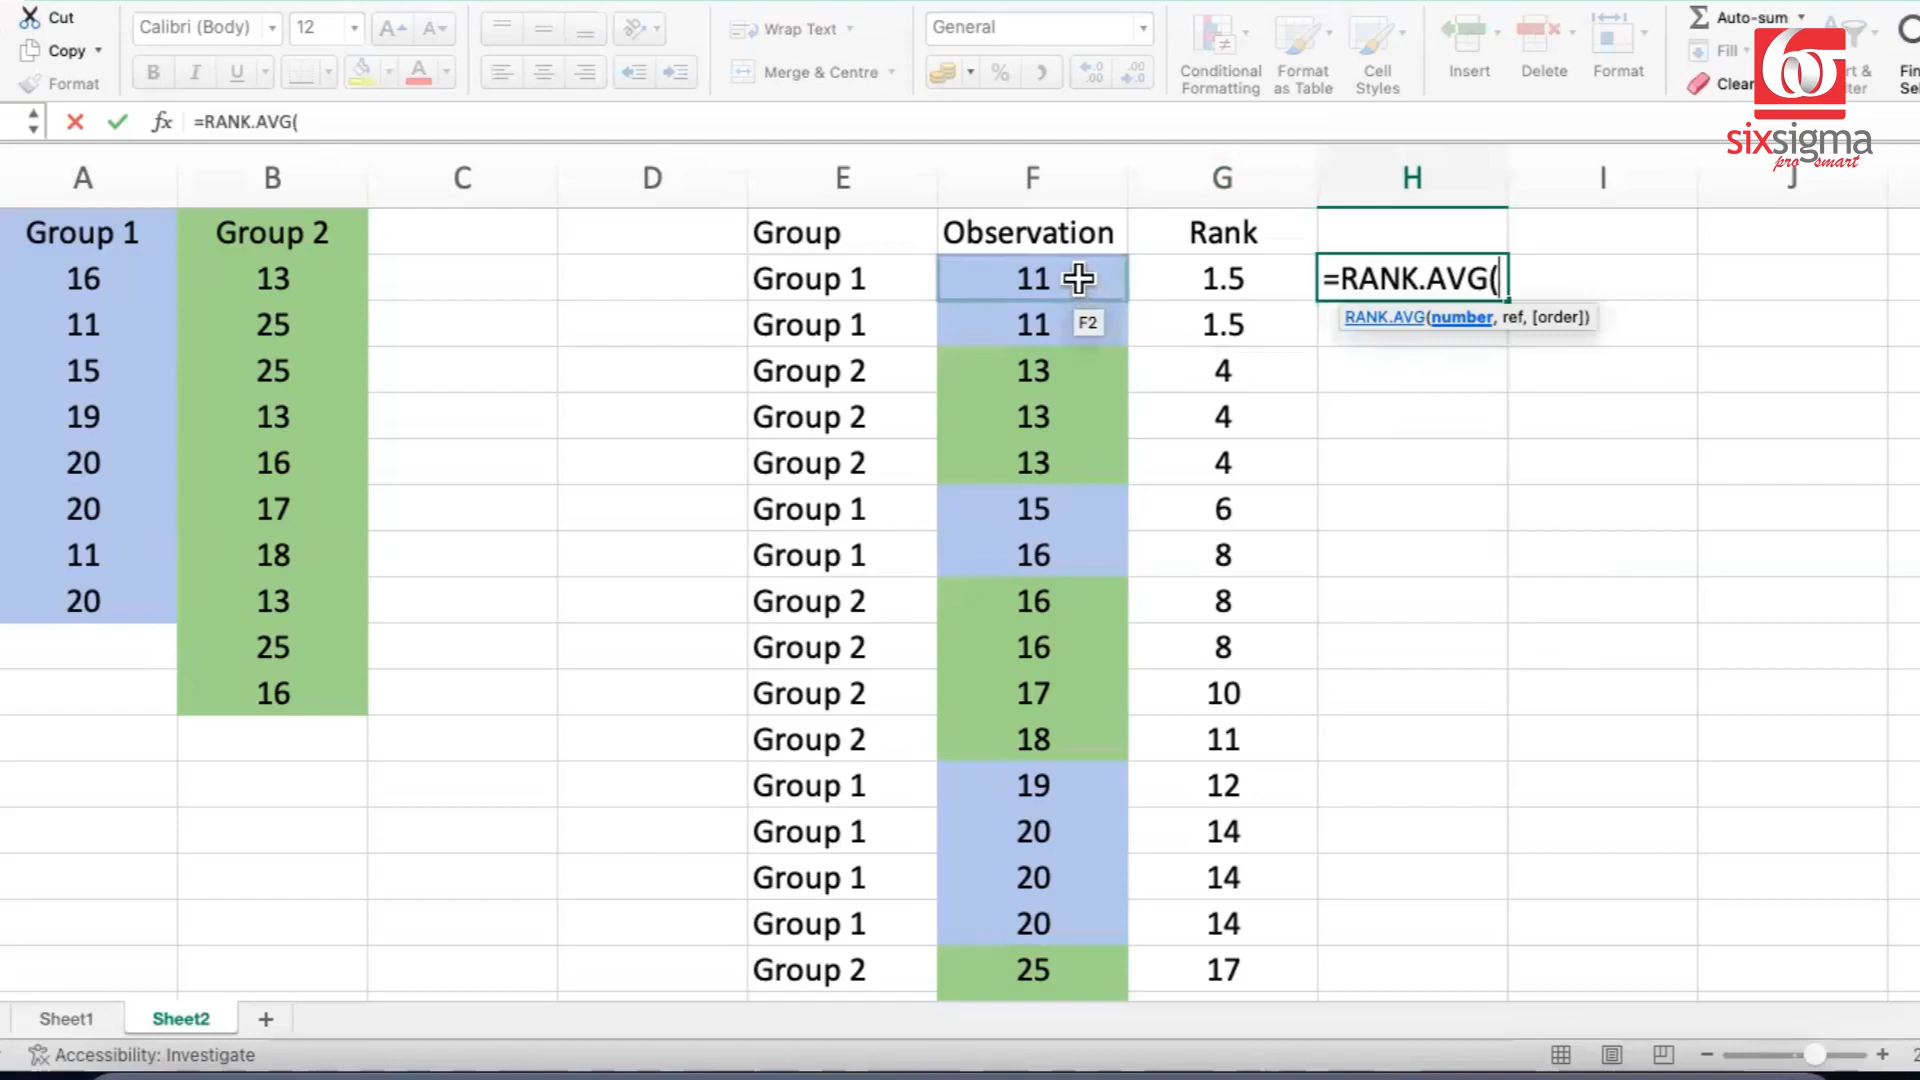 Cut
Copy
Format
Calibri (Body) 12
B I U
Wrap Text
Merge & Centre
General
Conditional Formatting
Format as Table
Cell Styles
Insert
Delete
Format
Auto-sum
Fill
Clear
sixsigma
pro smart
fx =RANK.AVG(
A B C D E F G H I J
Group 1 Group 2 Group Observation Rank
16 13 Group 1 11 1.5 =RANK.AVG(
RANK.AVG(number, ref, [order])
F2
11 25 Group 1 11 1.5
15 25 Group 2 13 4
19 13 Group 2 13 4
20 16 Group 2 13 4
20 17 Group 1 15 6
11 18 Group 1 16 8
20 13 Group 2 16 8
25 Group 2 16 8
16 Group 2 17 10
Group 2 18 11
Group 1 19 12
Group 1 20 14
Group 1 20 14
Group 1 20 14
Group 2 25 17
Sheet1 Sheet2 +
Accessibility: Investigate